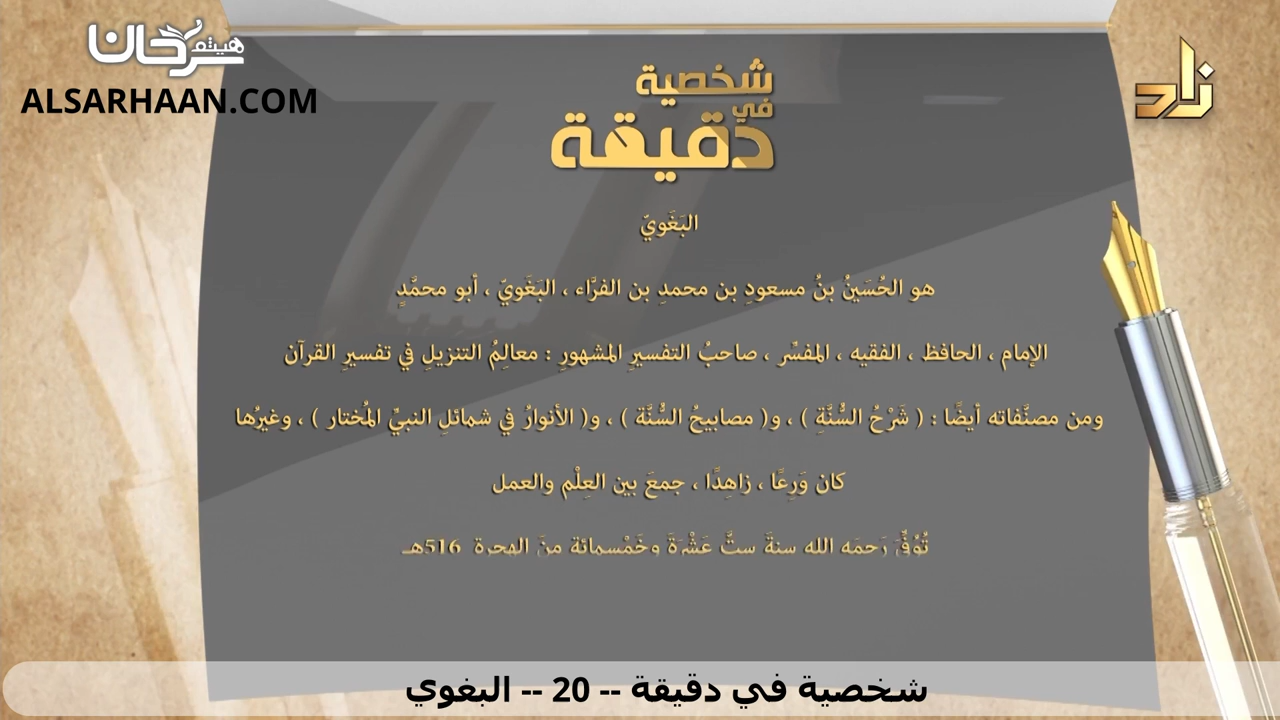 هيثم سرحان
ALSARHAAN.COM
زاد
شخصية
في
دقيقة
البَغَويّ
هو الحُسَينُ بنُ مسعودِ بن محمدِ بن الفرَّاء ، البَغَويّ ، أبو محمَّدٍ
الإمام ، الحافظ ، الفقيه ، المفسِّر ، صاحبُ التفسيرِ المشهورِ : معالِمُ التنزيلِ في تفسيرِ القرآن
ومن مصنَّفاته أيضًا : ( شَرْحُ السُّنَّةِ ) ، و( مصابيحُ السُّنَّة ) ، و( الأنوارُ في شمائلِ النبيِّ المُختار ) ، وغيرُها
كان وَرِعًا ، زاهِدًا ، جمعَ بين العِلْم والعمل
تُوُفِّيَ رَحمَه الله سنةَ ستَّ عَشْرَةَ وخَمْسمائة منَ الهجرة 516هـ
شخصية في دقيقة -- 20 -- البغوي